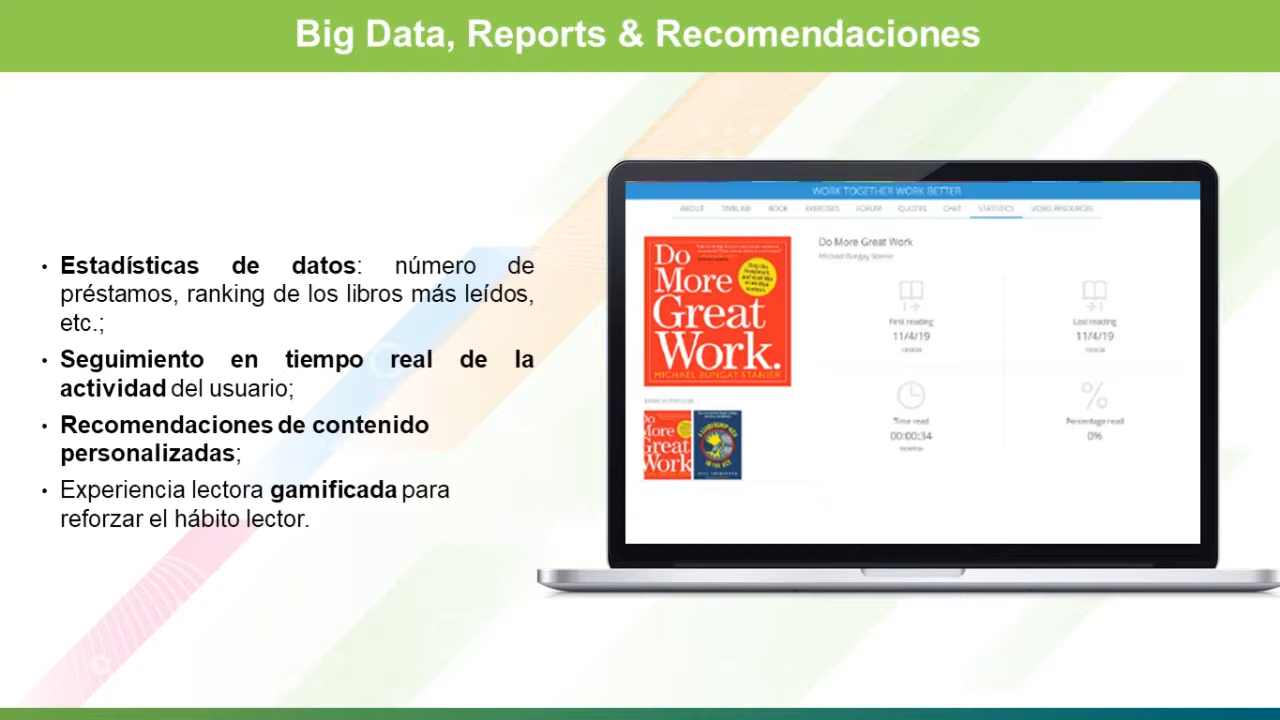 Big Data, Reports & Recomendaciones
• Estadísticas de datos: número de
préstamos, ranking de los libros más leídos,
etc.;
• Seguimiento en tiempo real de la
actividad del usuario;
• Recomendaciones de contenido
personalizadas;
• Experiencia lectora gamificada para
reforzar el hábito lector.
WORK TOGETHER WORK BETTER
ABOUT TIMELINE BOOK EXERCISES FORUM QUOTES CHAT STATISTICS VIDEO RESOURCES
Do
More
Great
Work.
MICHAEL BUNGAY STANIER
Do More Great Work
Michael Bungay Stanier
First reading
11/4/19
Last reading
11/4/19
Time read
00:00:34
Percentage read
0%
Do
More
Great
Work